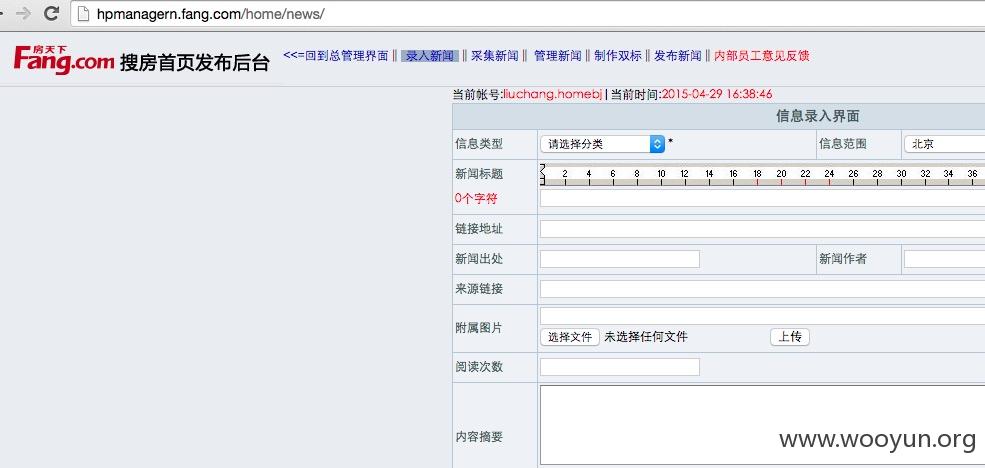 hpmanagern.fang.com/home/news/
房天下
Fang.com 搜房首页发布后台
<<=回到总管理界面 || 录入新闻 || 采集新闻 || 管理新闻 || 制作双标 || 发布新闻 || 内部员工意见反馈
当前帐号:liuchang.homebj | 当前时间:2015-04-29 16:38:46
信息录入界面
信息类型 请选择分类 * 信息范围 北京
新闻标题 2 4 6 8 10 12 14 16 18 20 22 24 26 28 30 32 34 36
0个字符
链接地址
新闻出处 新闻作者
来源链接
附属图片
选择文件 未选择任何文件 上传
阅读次数
内容摘要
www.wooyun.org